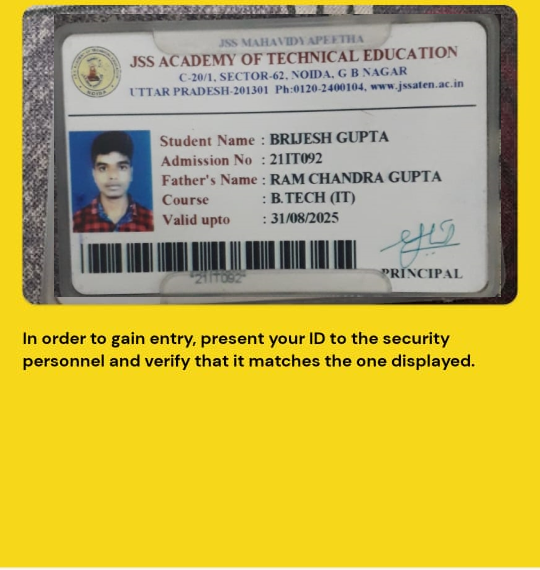 JSS MAHAVIDYAPEETHA
JSS ACADEMY OF TECHNICAL EDUCATION
C-20/1, SECTOR-62, NOIDA, G B NAGAR
UTTAR PRADESH-201301 Ph:0120-2400104, www.jssaten.ac.in
Student Name : BRIJESH GUPTA
Admission No : 21IT092
Father's Name : RAM CHANDRA GUPTA
Course : B.TECH (IT)
Valid upto : 31/08/2025
*21IT092*
PRINCIPAL
In order to gain entry, present your ID to the security
personnel and verify that it matches the one displayed.